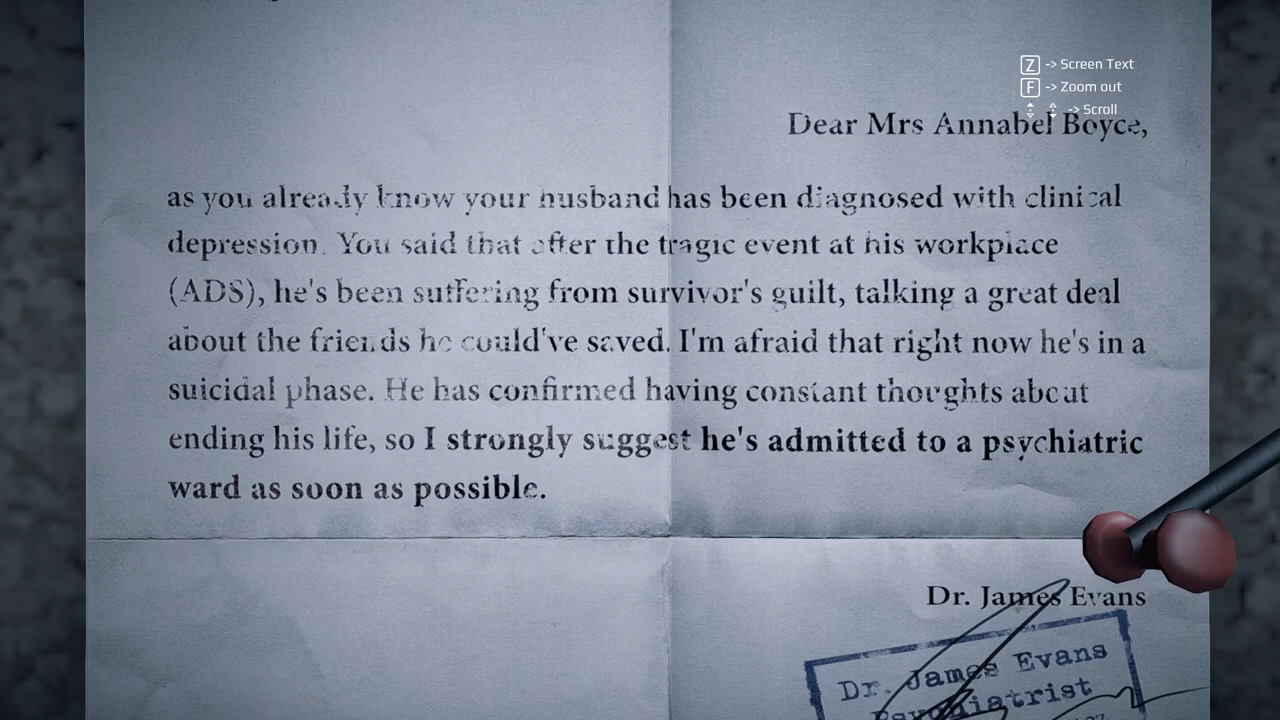 Z -> Screen Text
F -> Zoom out
-> Scroll
Dear Mrs Annabel Boyce,
as you already know your husband has been diagnosed with clinical
depression. You said that after the tragic event at his workplace
(ADS), he's been suffering from survivor's guilt, talking a great deal
about the friends he could've saved. I'm afraid that right now he's in a
suicidal phase. He has confirmed having constant thoughts about
ending his life, so I strongly suggest he's admitted to a psychiatric
ward as soon as possible.
Dr. James Evans
Dr. James Evans
Psychiatrist